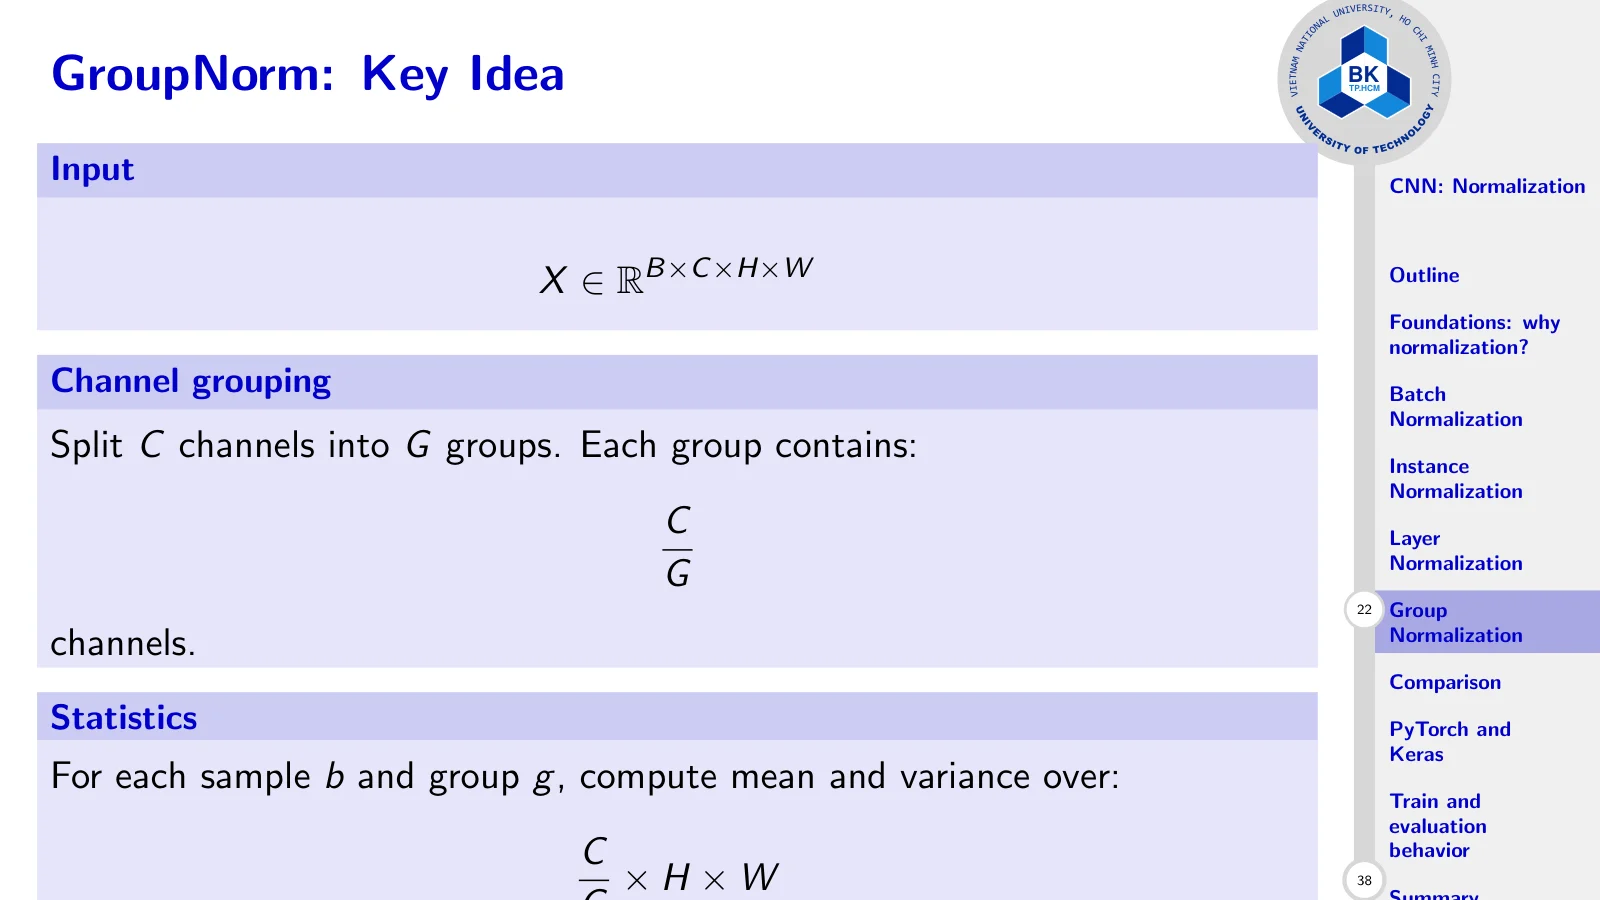 GroupNorm: Key Idea
Input
X ∈ ℝ^{B×C×H×W}
Channel grouping
Split C channels into G groups. Each group contains:
C
G
channels.
Statistics
For each sample b and group g, compute mean and variance over:
C
× H × W
VIETNAM NATIONAL UNIVERSITY, HO CHI MINH CITY
BK
TP.HCM
UNIVERSITY OF TECHNOLOGY
CNN: Normalization
Outline
Foundations: why
normalization?
Batch
Normalization
Instance
Normalization
Layer
Normalization
22
Group
Normalization
Comparison
PyTorch and
Keras
Train and
evaluation
behavior
38
Summary